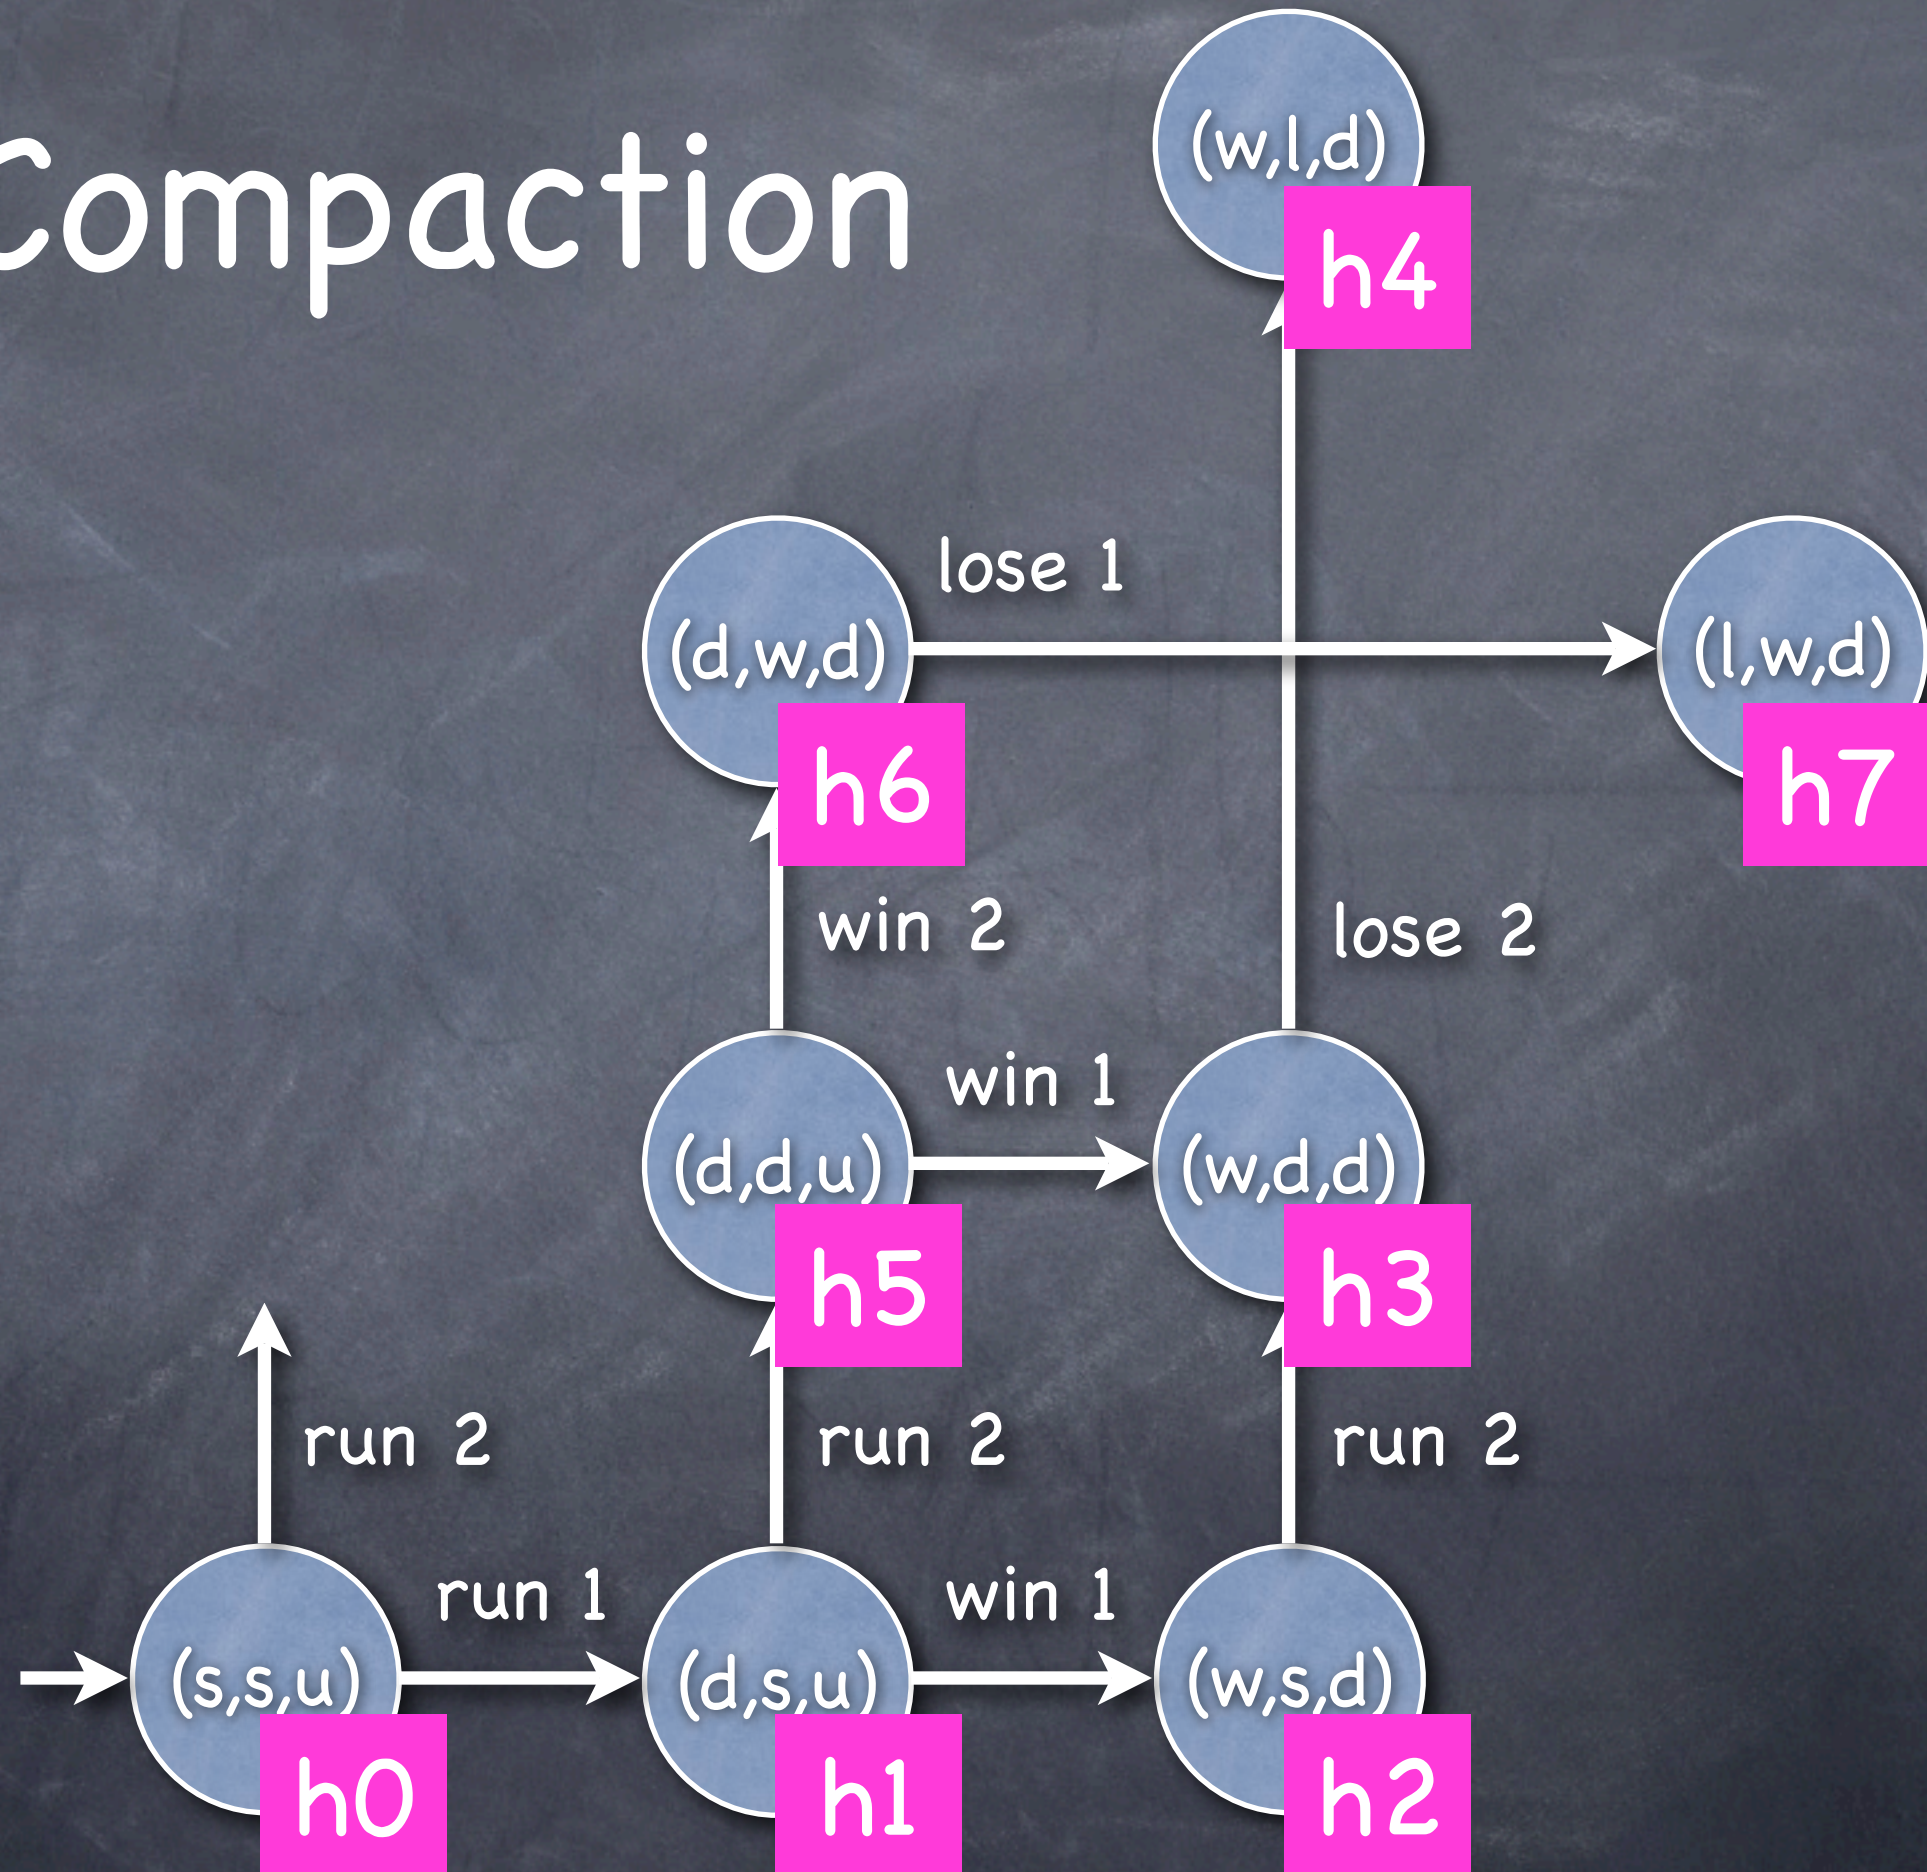 Compaction
(w,l,d)
h4
lose 1
(d,w,d)
(l,w,d)
h6
h7
win 2
lose 2
win 1
(d,d,u)
(w,d,d)
h5
h3
run 2
run 2
run 2
run 1
win 1
(s,s,u)
(d,s,u)
(w,s,d)
h0
h1
h2